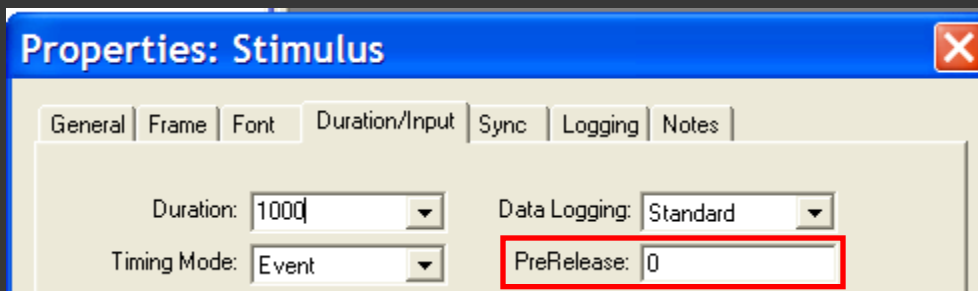 Properties: Stimulus
General Frame Font Duration/Input Sync Logging Notes
Duration: 1000 Data Logging: Standard
Timing Mode: Event PreRelease: 0